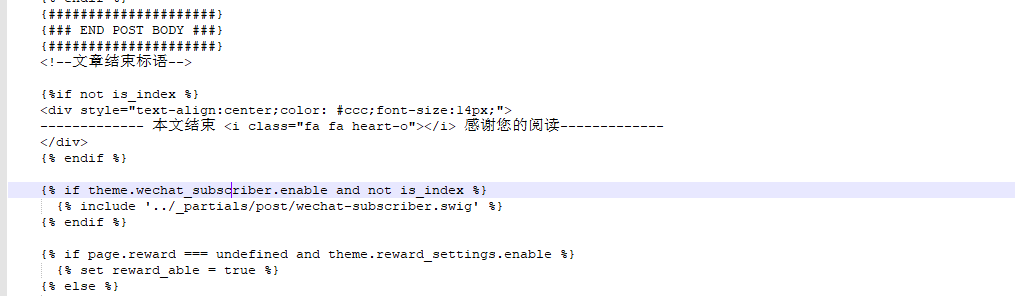 {% endif %}
{#####################}
{### END POST BODY ###}
{#####################}
<!--文章结束标语-->
{%if not is_index %}
<div style="text-align:center;color: #ccc;font-size:14px;">
------------- 本文结束 <i class="fa fa heart-o"></i> 感谢您的阅读-------------
</div>
{% endif %}
{% if theme.wechat_subscriber.enable and not is_index %}
{% include '../_partials/post/wechat-subscriber.swig' %}
{% endif %}
{% if page.reward === undefined and theme.reward_settings.enable %}
{% set reward_able = true %}
{% else %}